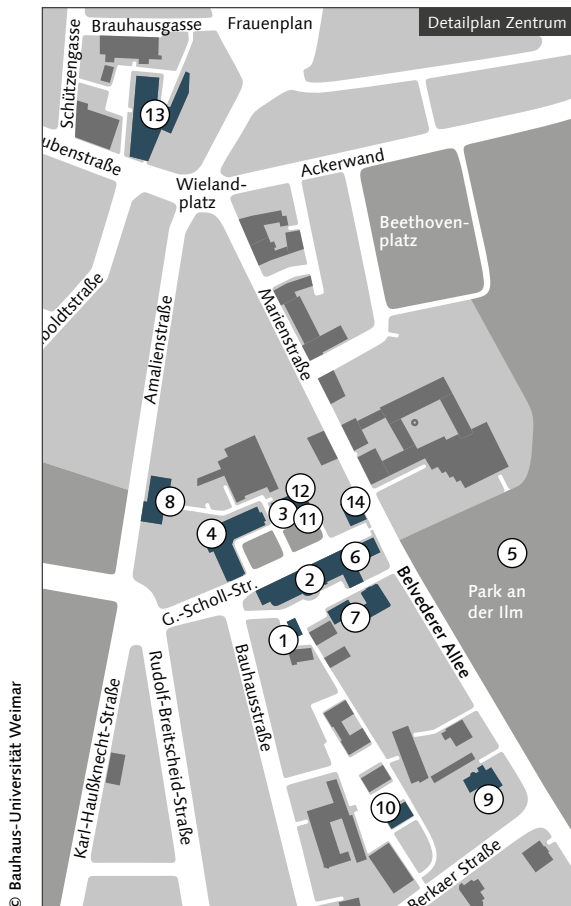 Detailplan Zentrum
Brauhausgasse
Frauenplan
Schützengasse
13
ubenstraße
Wieland-
platz
Ackerwand
Beethoven-
platz
boldtstraße
Amalienstraße
Marienstraße
12
8
3
14
11
4
5
6
2
G.-Scholl-Str.
Park an
der Ilm
Belvederer Allee
7
1
Bauhausstraße
Rudolf-Breitscheid-Straße
Karl-Haußknecht-Straße
9
10
Berkaer Straße
© Bauhaus-Universität Weimar